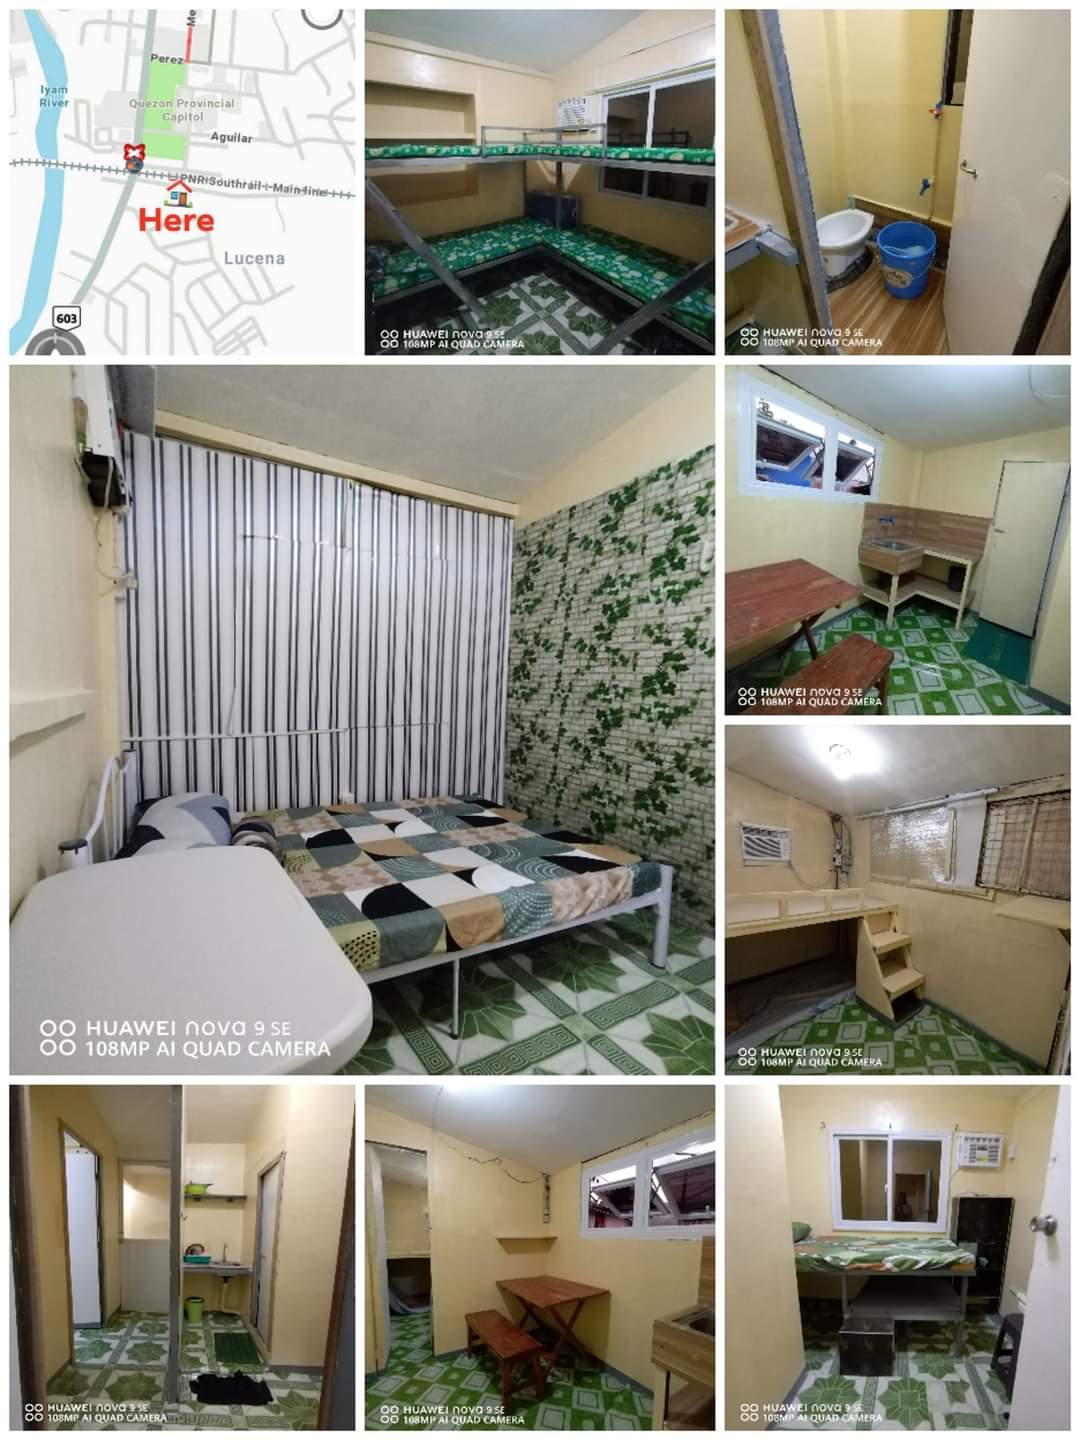 Me
Perez
Iyam
River
Quezon Provincial
Capitol
Aguilar
PNR Southrail - Main line
Here
Lucena
603
HUAWEI nova 9 SE
108MP AI QUAD CAMERA
HUAWEI nova 9 SE
108MP AI QUAD CAMERA
HUAWEI nova 9 SE
108MP AI QUAD CAMERA
HUAWEI nova 9 SE
108MP AI QUAD CAMERA
HUAWEI nova 9 SE
108MP AI QUAD CAMERA
HUAWEI nova 9 SE
108MP AI QUAD CAMERA
HUAWEI nova 9 SE
108MP AI QUAD CAMERA
HUAWEI nova 9 SE
108MP AI QUAD CAMERA